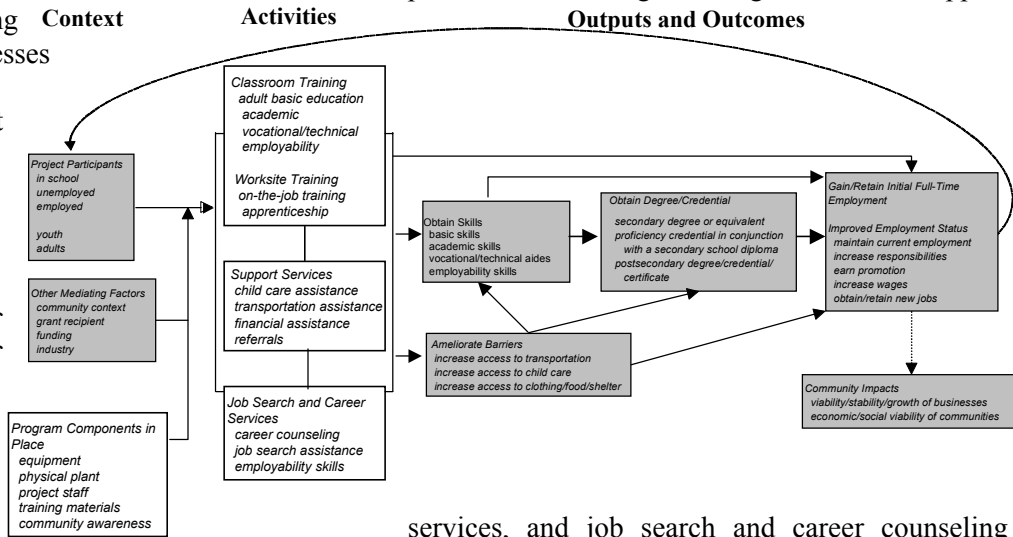 Context
Activities
Outputs and Outcomes
esses
Classroom Training
adult basic education
academic
vocational/technical
employability
Worksite Training
on-the-job training
apprenticeship
Project Participants
in school
unemployed
employed
youth
adults
Other Mediating Factors
community context
grant recipient
funding
industry
Program Components in
Place
equipment
physical plant
project staff
training materials
community awareness
Support Services
child care assistance
transportation assistance
financial assistance
referrals
Job Search and Career
Services
career counseling
job search assistance
employability skills
Obtain Skills
basic skills
academic skills
vocational/technical aides
employability skills
Ameliorate Barriers
increase access to transportation
increase access to child care
increase access to clothing/food/shelter
Obtain Degree/Credential
secondary degree or equivalent
proficiency credential in conjunction
with a secondary school diploma
postsecondary degree/credential/
certificate
Gain/Retain Initial Full-Time
Employment
Improved Employment Status
maintain current employment
increase responsibilities
earn promotion
increase wages
obtain/retain new jobs
Community Impacts
viability/stability/growth of businesses
economic/social viability of communities
services, and job search and career counseling